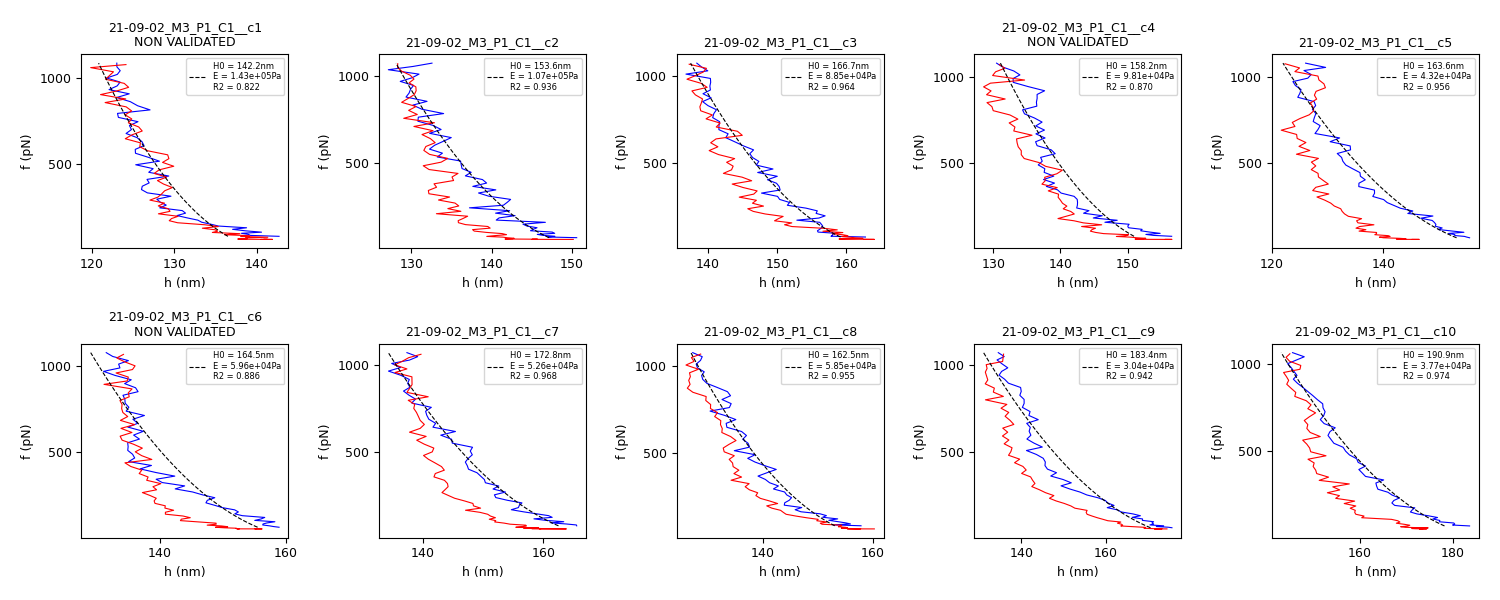 21-09-02_M3_P1_C1__c1
NON VALIDATED
H0 = 142.2nm
E = 1.43e+05Pa
R2 = 0.822
f (pN)
1000
500
120 130 140
h (nm)
21-09-02_M3_P1_C1__c2
H0 = 153.6nm
E = 1.07e+05Pa
R2 = 0.936
f (pN)
1000
500
130 140 150
h (nm)
21-09-02_M3_P1_C1__c3
H0 = 166.7nm
E = 8.85e+04Pa
R2 = 0.964
f (pN)
1000
500
140 150 160
h (nm)
21-09-02_M3_P1_C1__c4
NON VALIDATED
H0 = 158.2nm
E = 9.81e+04Pa
R2 = 0.870
f (pN)
1000
500
130 140 150
h (nm)
21-09-02_M3_P1_C1__c5
H0 = 163.6nm
E = 4.32e+04Pa
R2 = 0.956
f (pN)
1000
500
120 140
h (nm)
21-09-02_M3_P1_C1__c6
NON VALIDATED
H0 = 164.5nm
E = 5.96e+04Pa
R2 = 0.886
f (pN)
1000
500
140 160
h (nm)
21-09-02_M3_P1_C1__c7
H0 = 172.8nm
E = 5.26e+04Pa
R2 = 0.968
f (pN)
1000
500
140 160
h (nm)
21-09-02_M3_P1_C1__c8
H0 = 162.5nm
E = 5.85e+04Pa
R2 = 0.955
f (pN)
1000
500
140 160
h (nm)
21-09-02_M3_P1_C1__c9
H0 = 183.4nm
E = 3.04e+04Pa
R2 = 0.942
f (pN)
1000
500
140 160
h (nm)
21-09-02_M3_P1_C1__c10
H0 = 190.9nm
E = 3.77e+04Pa
R2 = 0.974
f (pN)
1000
500
160 180
h (nm)